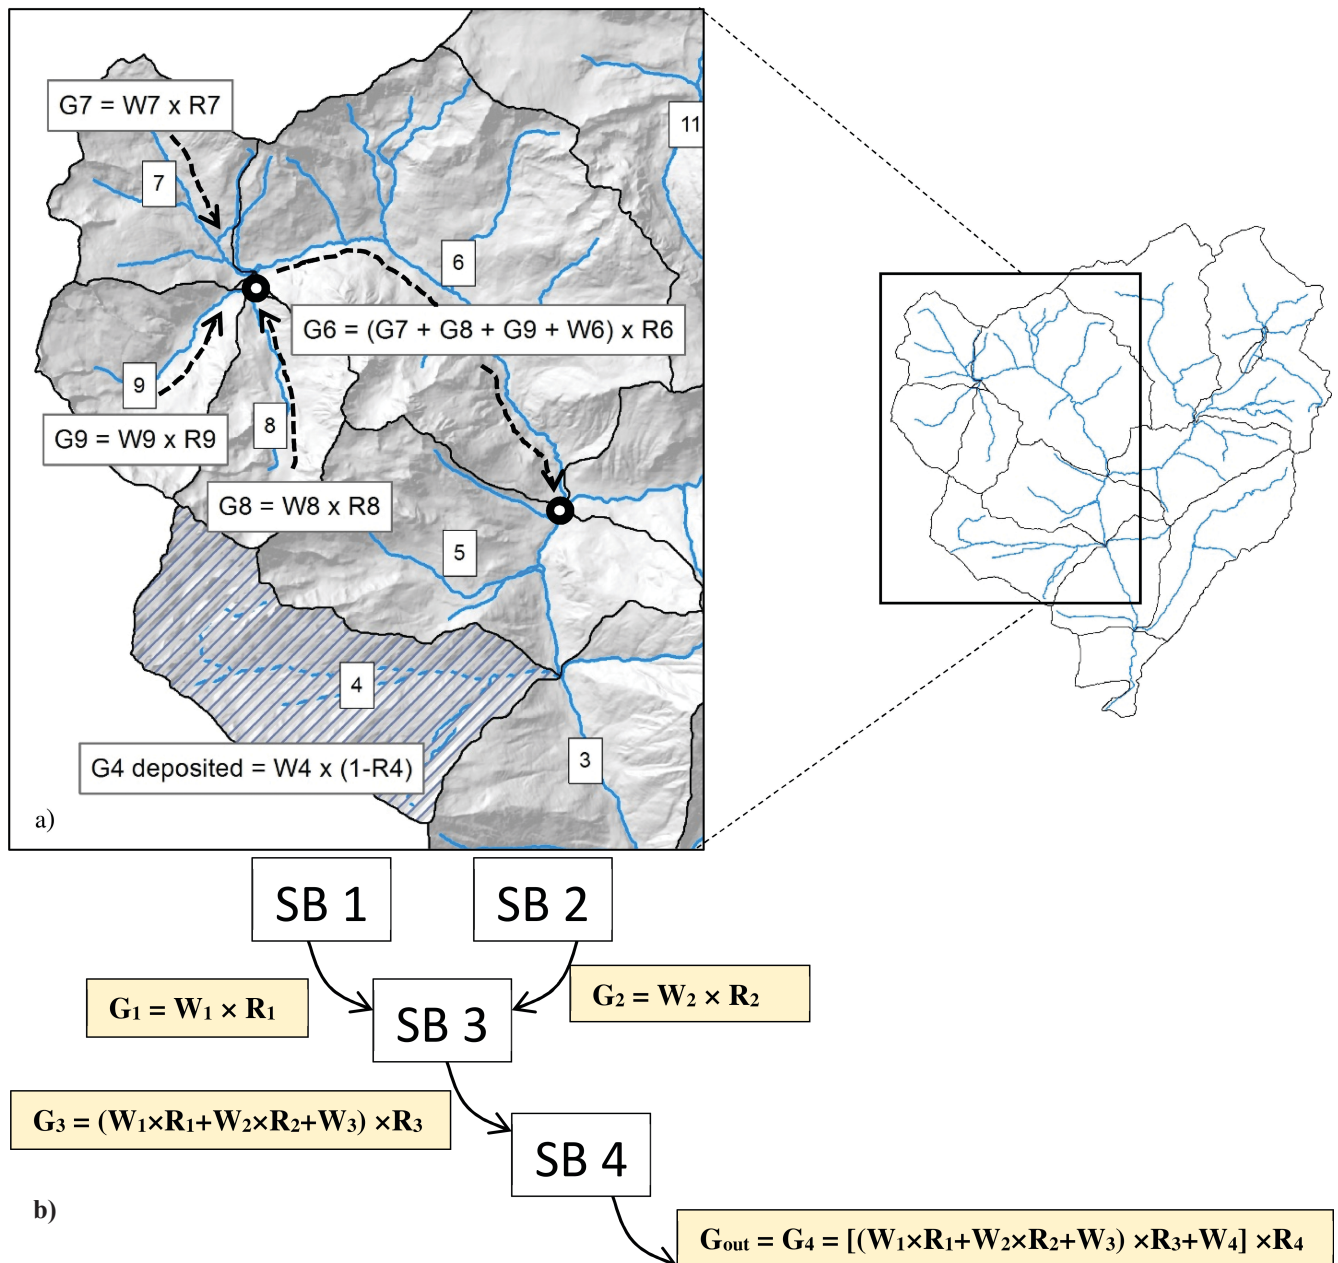 G7 = W7 x R7
11
7
6
G6 = (G7 + G8 + G9 + W6) x R6
9
8
G9 = W9 x R9
G8 = W8 x R8
5
4
3
G4 deposited = W4 x (1-R4)
a)
SB 1
SB 2
G₁ = W₁ × R₁
G₂ = W₂ × R₂
SB 3
G₃ = (W₁×R₁+W₂×R₂+W₃) ×R₃
SB 4
b)
Gout = G₄ = [(W₁×R₁+W₂×R₂+W₃) ×R₃+W₄] ×R₄